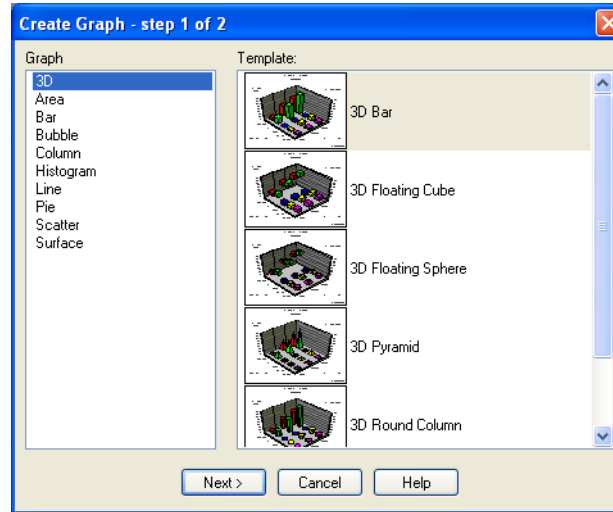 Create Graph - step 1 of 2
Graph
3D
Area
Bar
Bubble
Column
Histogram
Line
Pie
Scatter
Surface
Template:
3D Bar
3D Floating Cube
3D Floating Sphere
3D Pyramid
3D Round Column
Next >
Cancel
Help